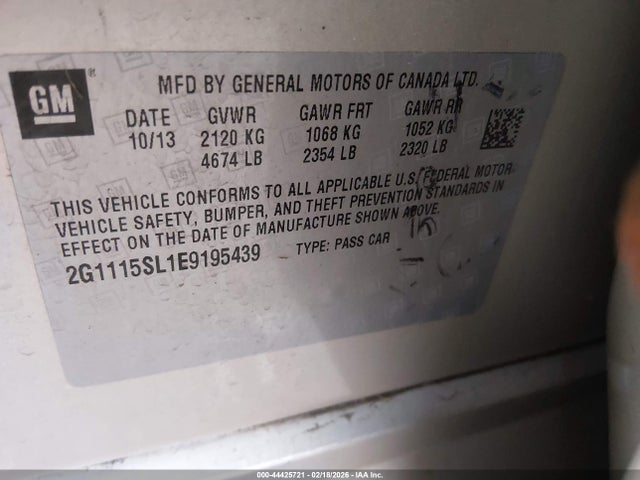 GM
MFD BY GENERAL MOTORS OF CANADA LTD.
DATE GVWR GAWR FRT GAWR RR
10/13 2120 KG 1068 KG 1052 KG
4674 LB 2354 LB 2320 LB
THIS VEHICLE CONFORMS TO ALL APPLICABLE U.S. FEDERAL MOTOR
VEHICLE SAFETY, BUMPER, AND THEFT PREVENTION STANDARDS IN
EFFECT ON THE DATE OF MANUFACTURE SHOWN ABOVE.
2G1115SL1E9195439 TYPE: PASS CAR
000-44425721 - 02/18/2026 - IAA Inc.